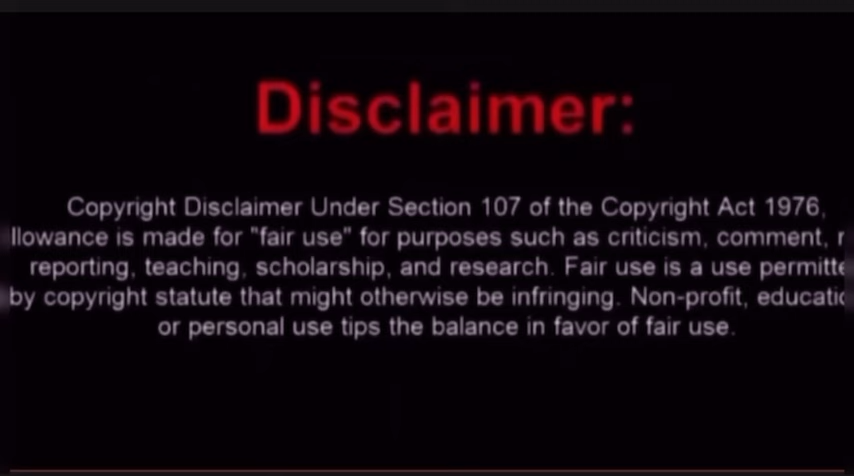 Disclaimer:
Copyright Disclaimer Under Section 107 of the Copyright Act 1976,
llowance is made for "fair use" for purposes such as criticism, comment,
reporting, teaching, scholarship, and research. Fair use is a use permitte
by copyright statute that might otherwise be infringing. Non-profit, educatio
or personal use tips the balance in favor of fair use.